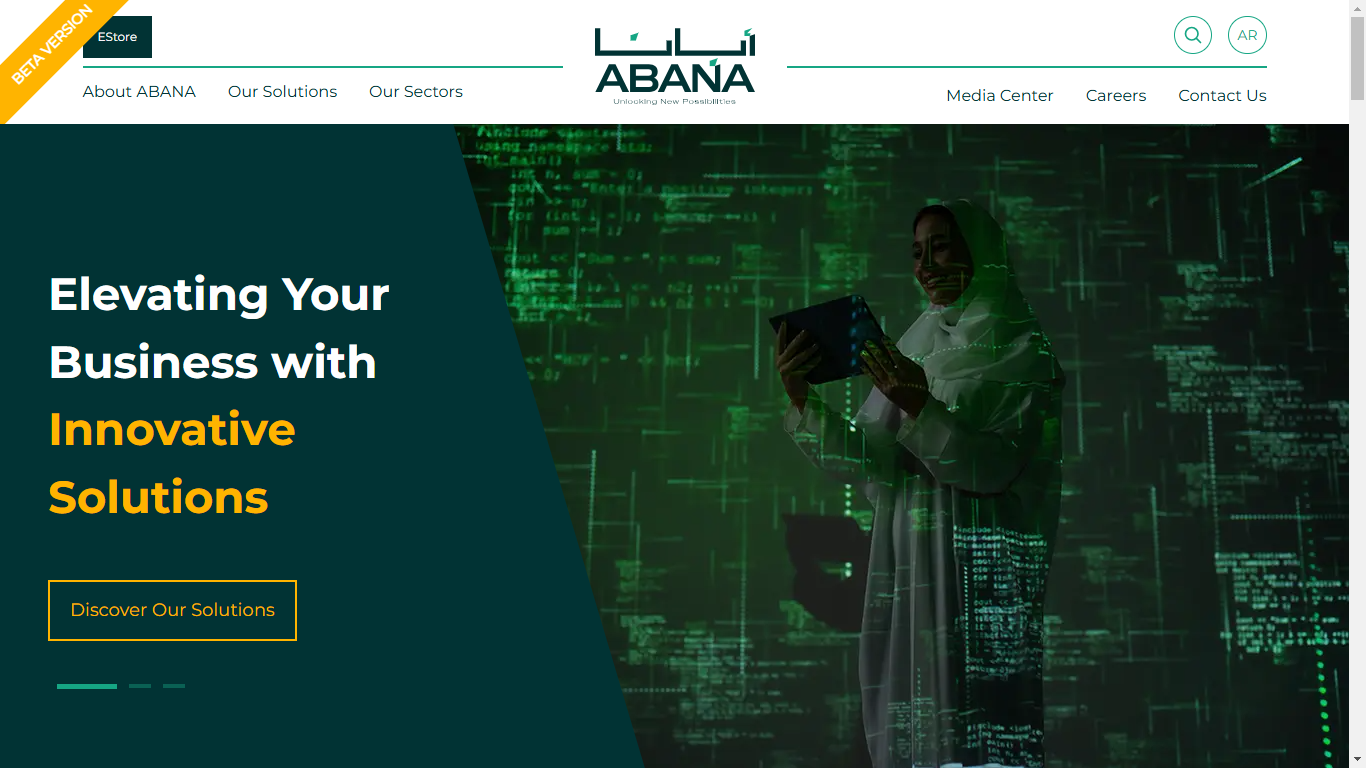 BETA VERSION
EStore
AR
About ABANA
Our Solutions
Our Sectors
أبانا
ABANA
Unlocking New Possibilities
Media Center
Careers
Contact Us
Elevating Your
Business with
Innovative
Solutions
Discover Our Solutions